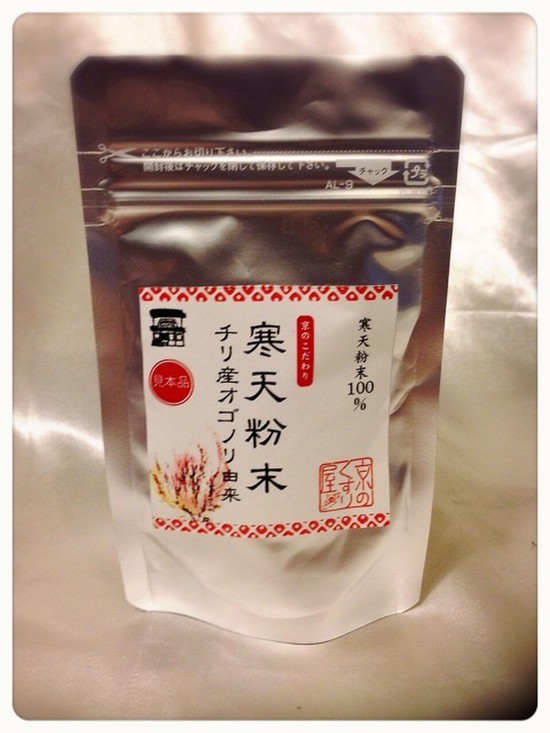 ここからお切り下さい
開封後はチャックを閉じて保存して下さい。
チャック
プラ
AL-9
寒天粉末100%
京のこだわり
寒天粉末
チリ産オゴノリ由来
見本品
京の
くすり
屋